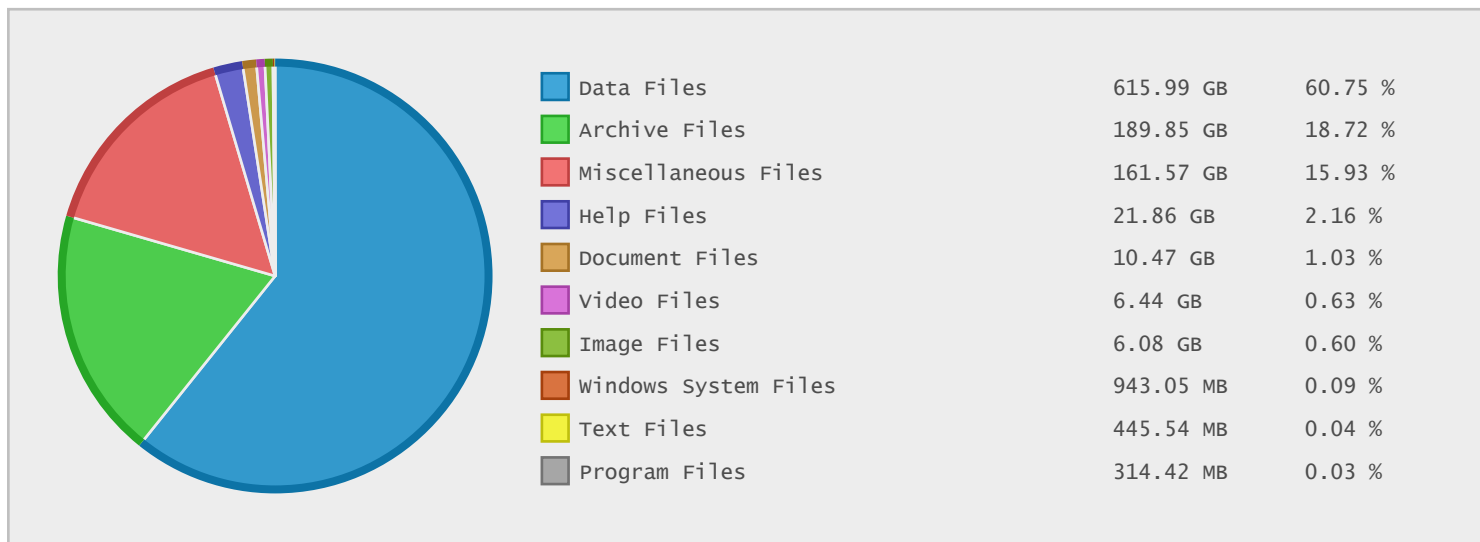 Data Files 615.99 GB 60.75 %
Archive Files 189.85 GB 18.72 %
Miscellaneous Files 161.57 GB 15.93 %
Help Files 21.86 GB 2.16 %
Document Files 10.47 GB 1.03 %
Video Files 6.44 GB 0.63 %
Image Files 6.08 GB 0.60 %
Windows System Files 943.05 MB 0.09 %
Text Files 445.54 MB 0.04 %
Program Files 314.42 MB 0.03 %